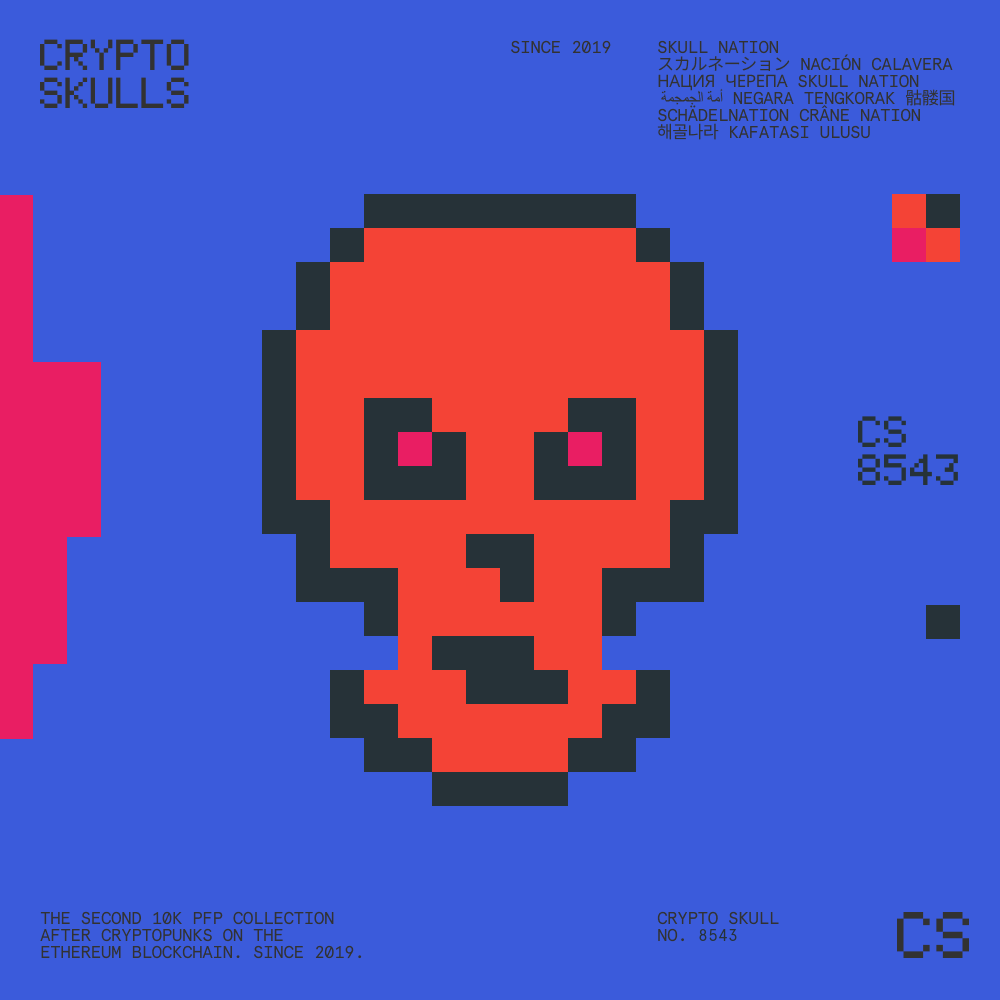 CRYPTO
SKULLS
SINCE 2019
SKULL NATION
スカルネーション NACIÓN CALAVERA
НАЦИЯ ЧЕРЕПА SKULL NATION
أمة الجمجمة NEGARA TENGKORAK 骷髅国
SCHÄDELNATION CRÂNE NATION
해골나라 KAFATASI ULUSU
CS
8543
THE SECOND 10K PFP COLLECTION
AFTER CRYPTOPUNKS ON THE
ETHEREUM BLOCKCHAIN. SINCE 2019.
CRYPTO SKULL
NO. 8543
CS